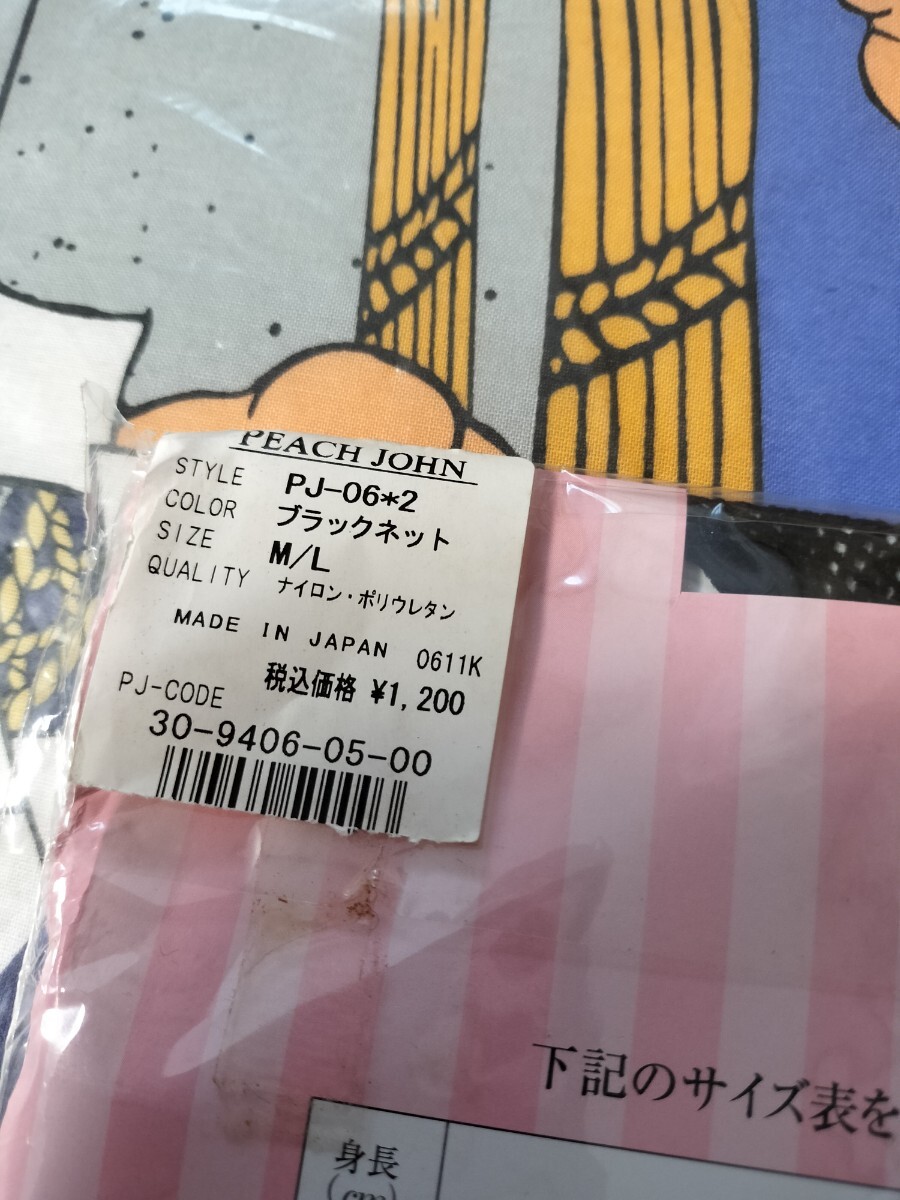 PEACH JOHN
STYLE PJ-06*2
COLOR ブラックネット
SIZE M/L
QUALITY ナイロン・ポリウレタン
MADE IN JAPAN 0611K
税込価格 ¥1,200
PJ-CODE
30-9406-05-00
下記のサイズ表を
身長
(cm)